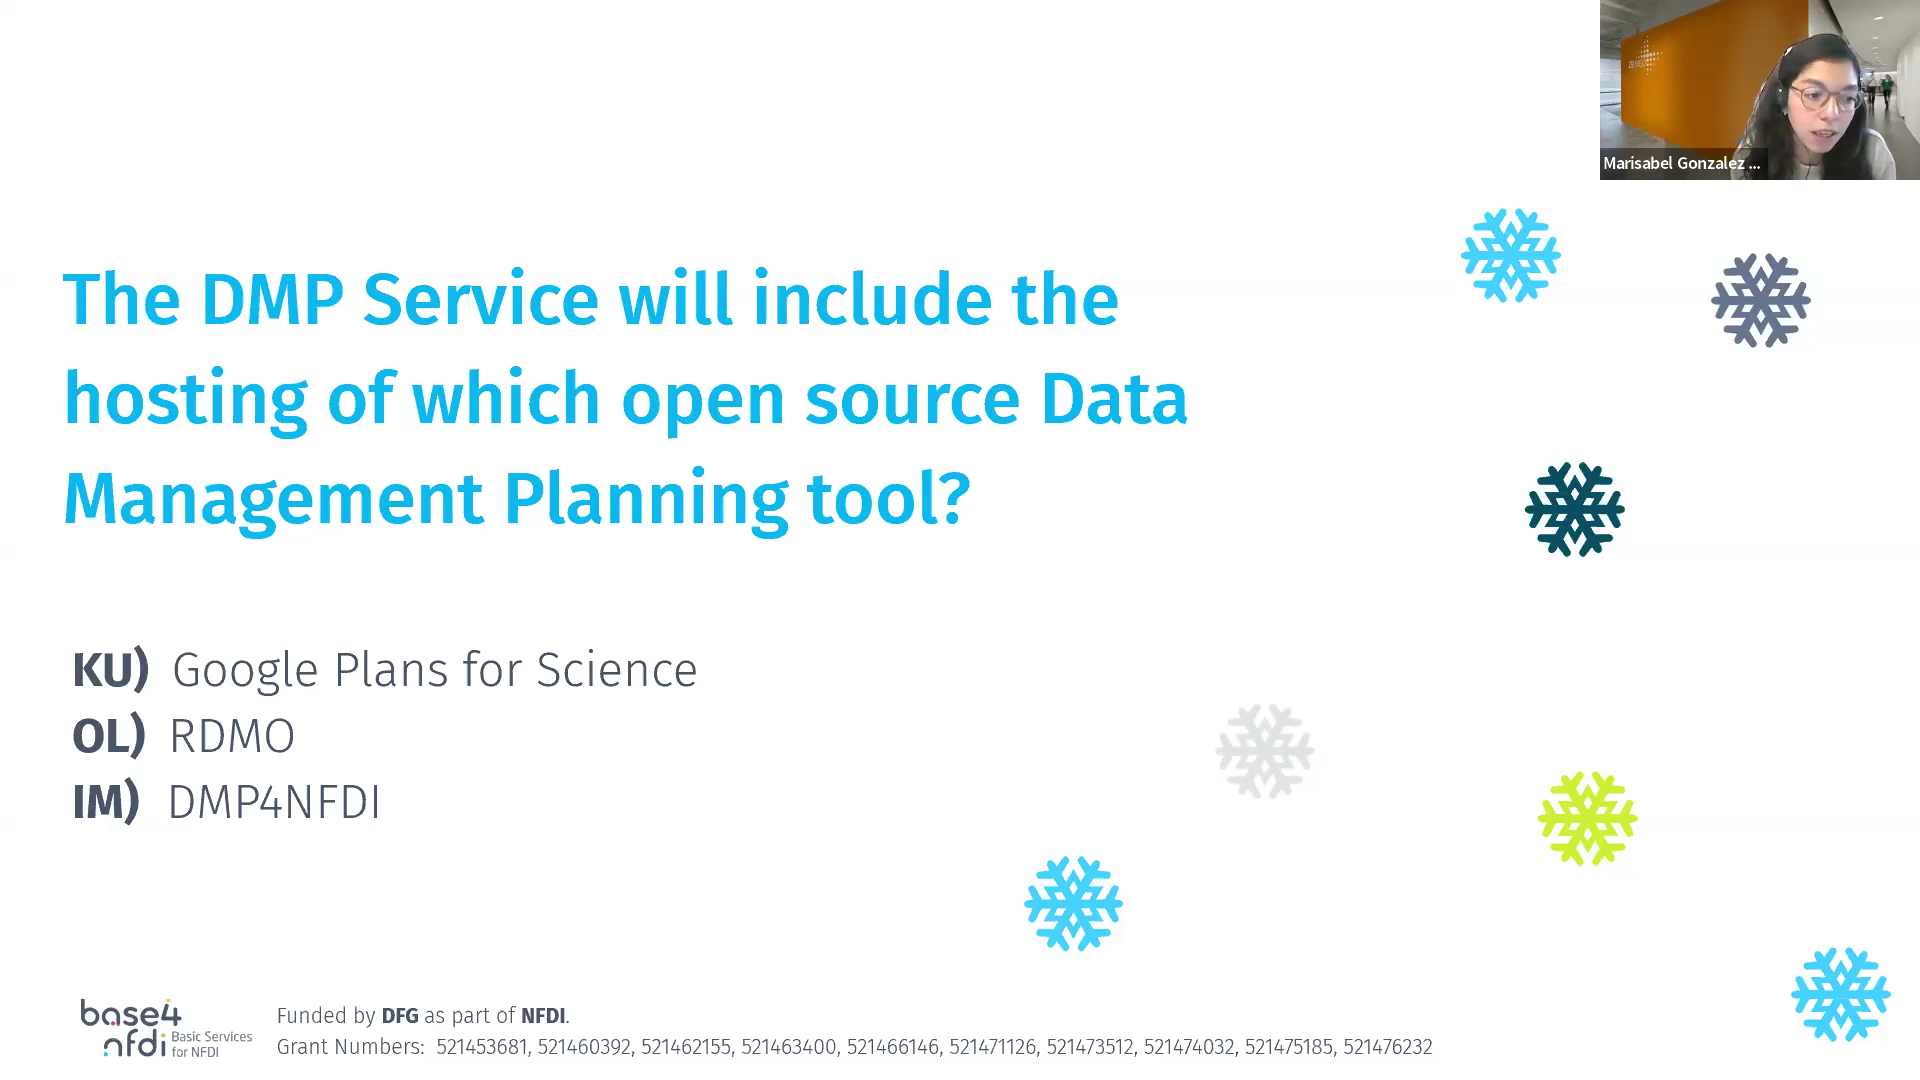 Marisabel Gonzalez ...
The DMP Service will include the
hosting of which open source Data
Management Planning tool?
KU) Google Plans for Science
OL) RDMO
IM) DMP4NFDI
base4
nfdi Basic Services
for NFDI
Funded by DFG as part of NFDI.
Grant Numbers: 521453681, 521460392, 521462155, 521463400, 521466146, 521471126, 521473512, 521474032, 521475185, 521476232